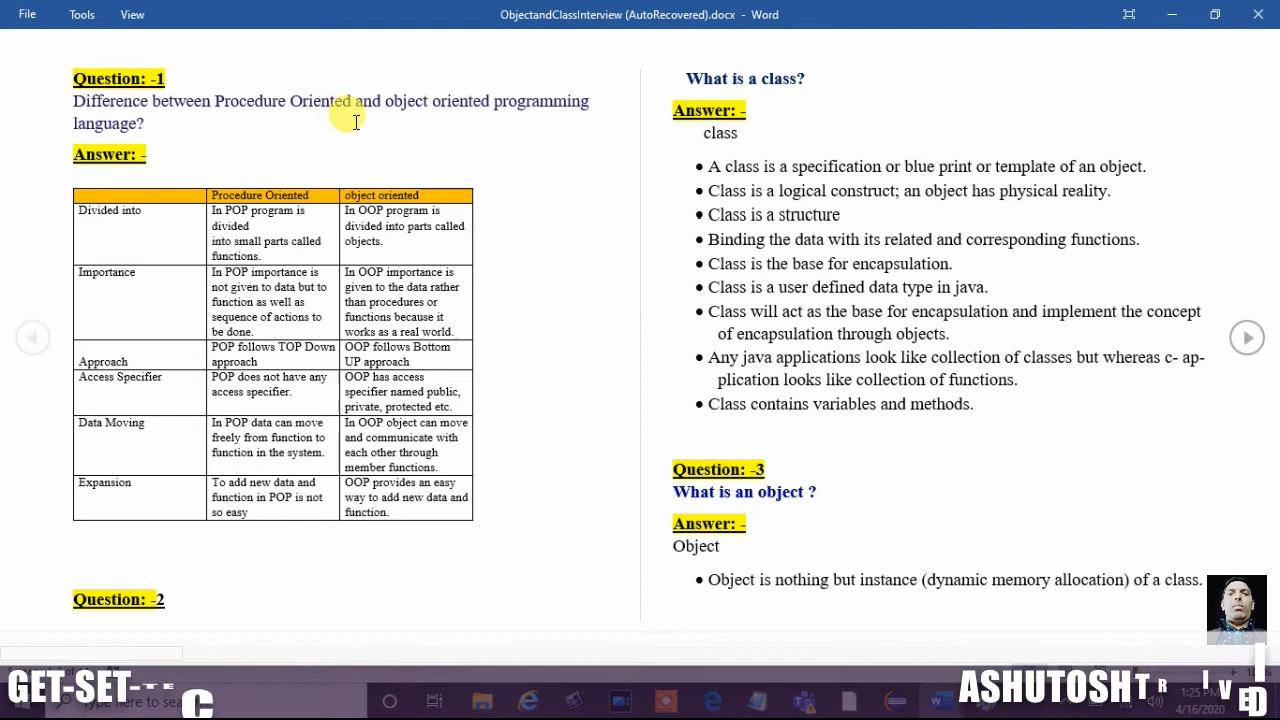 File Tools View ObjectandClassInterview (AutoRecovered).docx - Word
Question: -1
Difference between Procedure Oriented and object oriented programming
language?
Answer: -
Procedure Oriented object oriented
Divided into
In POP program is
divided
into small parts called
functions.
In OOP program is
divided into parts called
objects.
Importance
In POP importance is
not given to data but to
function as well as
sequence of actions to
be done.
In OOP importance is
given to the data rather
than procedures or
functions because it
works as a real world.
Approach
POP follows TOP Down
approach
OOP follows Bottom
UP approach
Access Specifier
POP does not have any
access specifier.
OOP has access
specifier named public,
private, protected etc.
Data Moving
In POP data can move
freely from function to
function in the system.
In OOP object can move
and communicate with
each other through
member functions.
Expansion
To add new data and
function in POP is not
so easy
OOP provides an easy
way to add new data and
function.
Question: -2
What is a class?
Answer: -
class
• A class is a specification or blue print or template of an object.
• Class is a logical construct; an object has physical reality.
• Class is a structure
• Binding the data with its related and corresponding functions.
• Class is the base for encapsulation.
• Class is a user defined data type in java.
• Class will act as the base for encapsulation and implement the concept
of encapsulation through objects.
• Any java applications look like collection of classes but whereas c- ap-
plication looks like collection of functions.
• Class contains variables and methods.
Question: -3
What is an object ?
Answer: -
Object
• Object is nothing but instance (dynamic memory allocation) of a class.
GET-SET-TE
C
ASHUTOSH TRIVED
Type here to sea
1:25 PM
4/16/2020